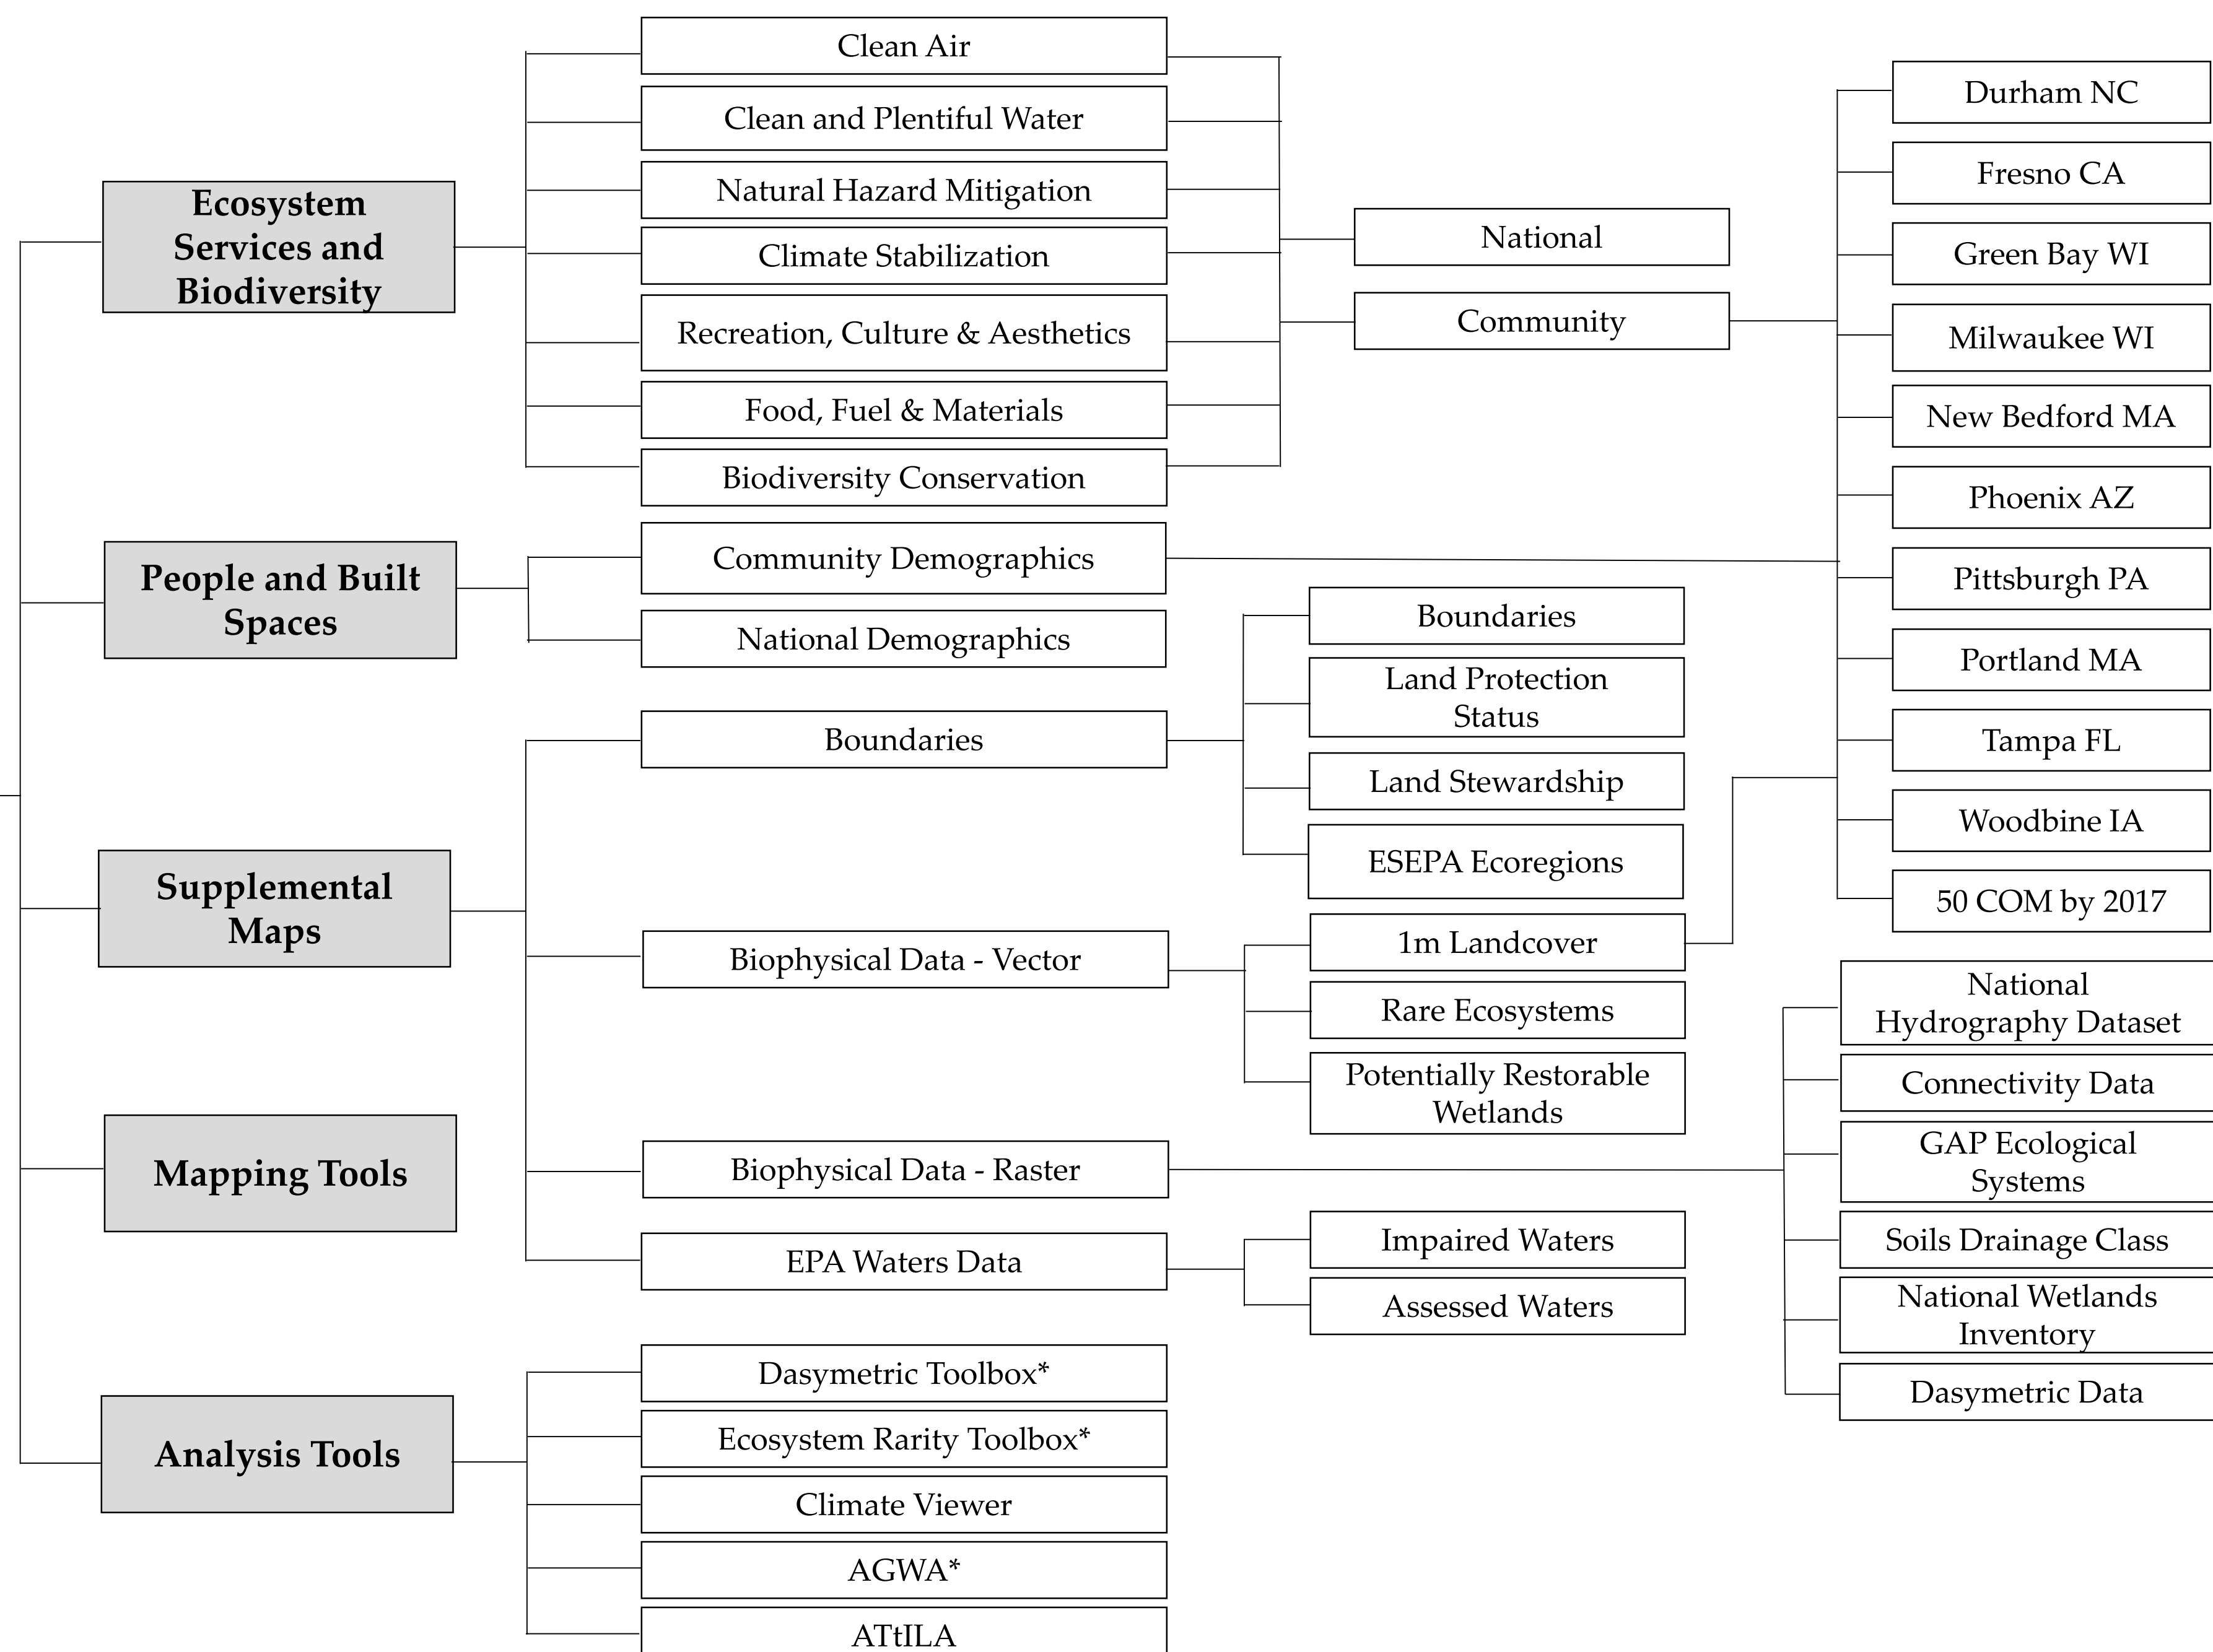 Ecosystem
Services and
Biodiversity
People and Built
Spaces
Supplemental
Maps
Mapping Tools
Analysis Tools
Clean Air
Clean and Plentiful Water
Natural Hazard Mitigation
Climate Stabilization
Recreation, Culture & Aesthetics
Food, Fuel & Materials
Biodiversity Conservation
Community Demographics
National Demographics
Boundaries
Biophysical Data - Vector
Biophysical Data - Raster
EPA Waters Data
Dasymetric Toolbox*
Ecosystem Rarity Toolbox*
Climate Viewer
AGWA*
ATtILA
National
Community
Boundaries
Land Protection
Status
Land Stewardship
ESEPA Ecoregions
1m Landcover
Rare Ecosystems
Potentially Restorable
Wetlands
Impaired Waters
Assessed Waters
Durham NC
Fresno CA
Green Bay WI
Milwaukee WI
New Bedford MA
Phoenix AZ
Pittsburgh PA
Portland MA
Tampa FL
Woodbine IA
50 COM by 2017
National
Hydrography Dataset
Connectivity Data
GAP Ecological
Systems
Soils Drainage Class
National Wetlands
Inventory
Dasymetric Data